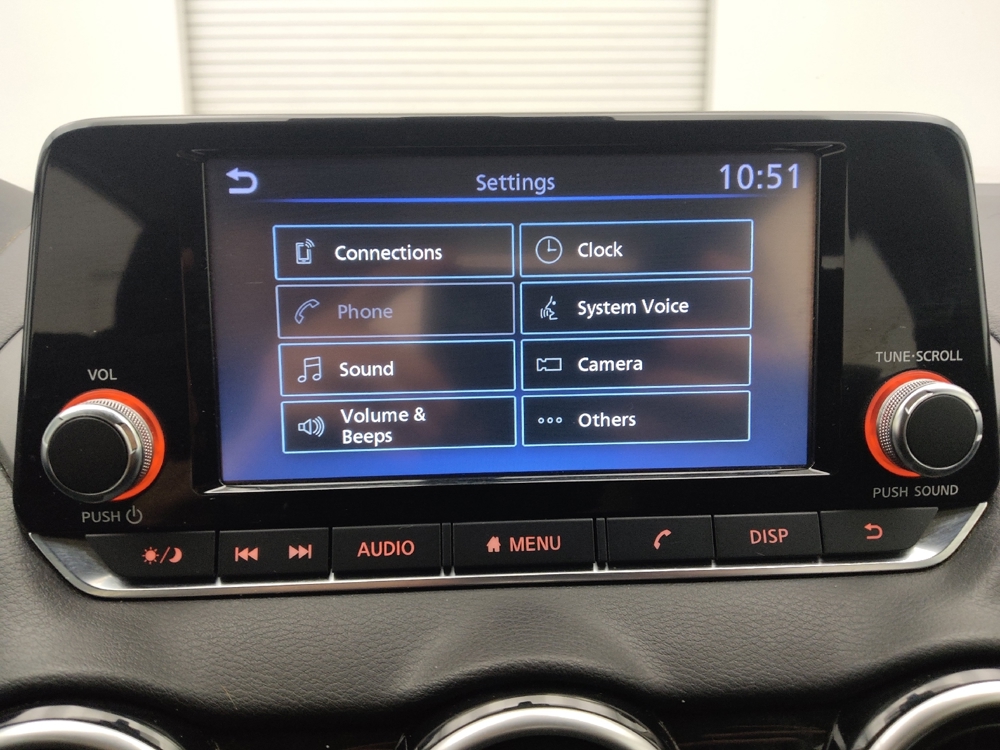 Settings
10:51
Connections
Clock
Phone
System Voice
Sound
Camera
Volume &
Beeps
Others
VOL
PUSH
TUNE·SCROLL
PUSH SOUND
AUDIO
MENU
DISP